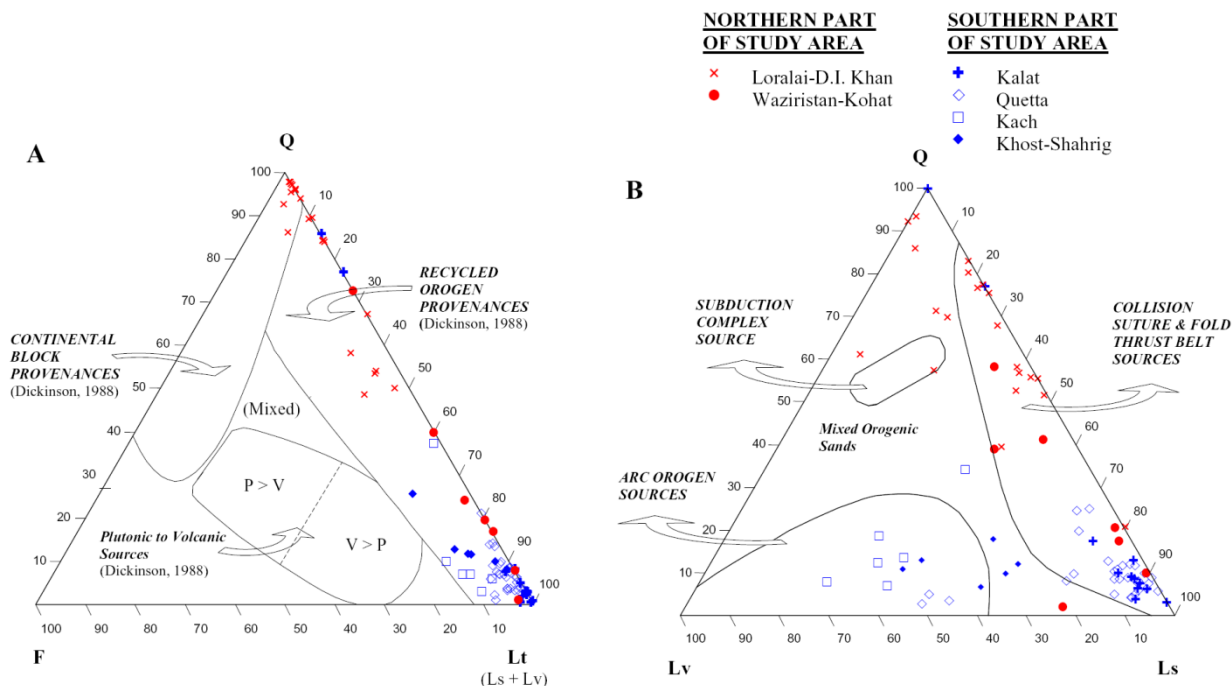 NORTHERN PART
OF STUDY AREA
Loralai-D.I. Khan
Waziristan-Kohat
SOUTHERN PART
OF STUDY AREA
Kalat
Quetta
Kach
Khost-Shahrig
A
Q
100
90
80
70
60
50
40
30
20
10
10
20
30
40
50
60
70
80
90
100
100
90
80
70
60
50
40
30
20
10
F
Lt
(Ls + Lv)
RECYCLED
OROGEN
PROVENANCES
(Dickinson, 1988)
CONTINENTAL
BLOCK
PROVENANCES
(Dickinson, 1988)
(Mixed)
P > V
V > P
Plutonic to Volcanic
Sources
(Dickinson, 1988)
B
Q
100
90
80
70
60
50
40
30
20
10
10
20
30
40
50
60
70
80
90
100
100
90
80
70
60
50
40
30
20
10
Lv
Ls
SUBDUCTION
COMPLEX
SOURCE
COLLISION
SUTURE & FOLD
THRUST BELT
SOURCES
Mixed Orogenic
Sands
ARC OROGEN
SOURCES